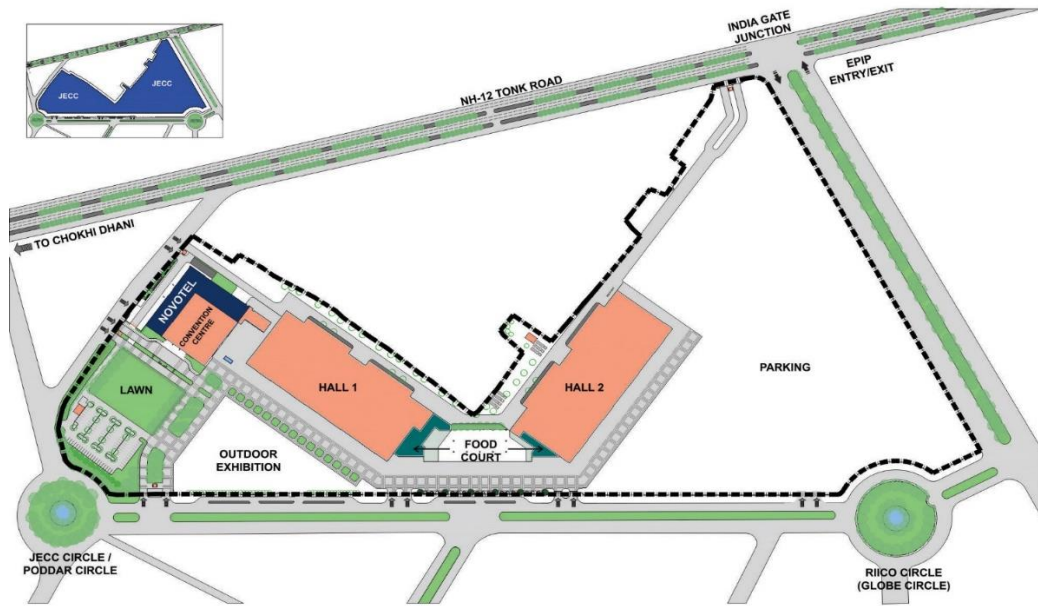 JECC
JECC
INDIA GATE
JUNCTION
EPIP
ENTRY/EXIT
NH-12 TONK ROAD
TO CHOKHI DHANI
NOVOTEL
CONVENTION
CENTRE
LAWN
HALL 1
HALL 2
PARKING
FOOD
COURT
OUTDOOR
EXHIBITION
JECC CIRCLE /
PODDAR CIRCLE
RIICO CIRCLE
(GLOBE CIRCLE)